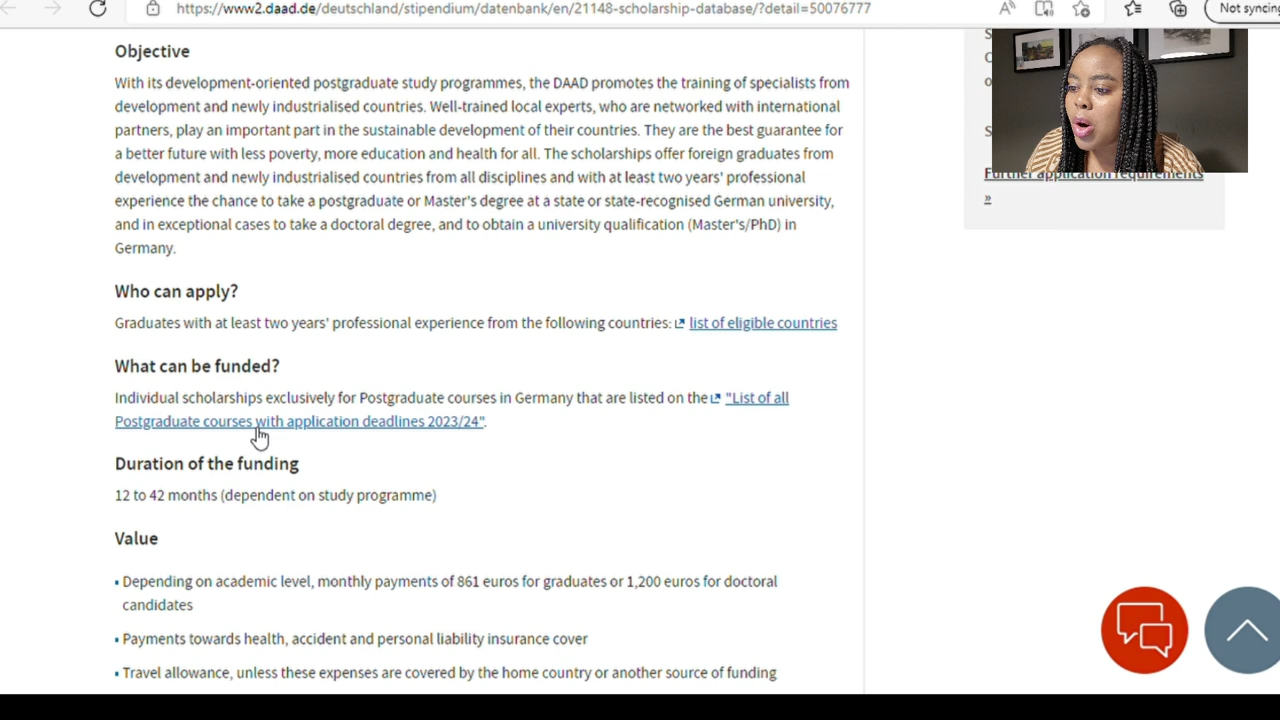 https://www2.daad.de/deutschland/stipendium/datenbank/en/21148-scholarship-database/?detail=50076777
Not syncing
Objective
With its development-oriented postgraduate study programmes, the DAAD promotes the training of specialists from
development and newly industrialised countries. Well-trained local experts, who are networked with international
partners, play an important part in the sustainable development of their countries. They are the best guarantee for
a better future with less poverty, more education and health for all. The scholarships offer foreign graduates from
development and newly industrialised countries from all disciplines and with at least two years' professional
experience the chance to take a postgraduate or Master's degree at a state or state-recognised German university,
and in exceptional cases to take a doctoral degree, and to obtain a university qualification (Master's/PhD) in
Germany.
Who can apply?
Graduates with at least two years' professional experience from the following countries: list of eligible countries
What can be funded?
Individual scholarships exclusively for Postgraduate courses in Germany that are listed on the "List of all
Postgraduate courses with application deadlines 2023/24".
Duration of the funding
12 to 42 months (dependent on study programme)
Value
▪ Depending on academic level, monthly payments of 861 euros for graduates or 1,200 euros for doctoral
candidates
▪ Payments towards health, accident and personal liability insurance cover
▪ Travel allowance, unless these expenses are covered by the home country or another source of funding
Further application requirements
»